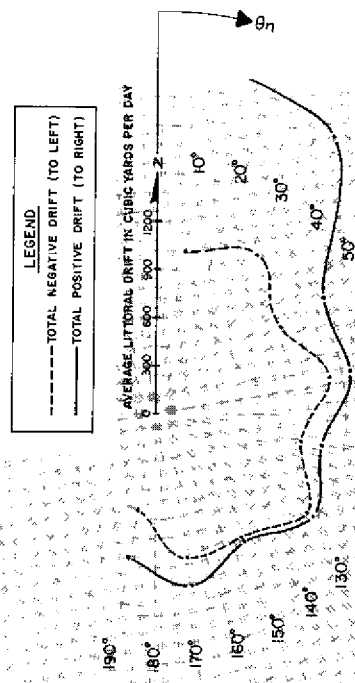 LEGEND
TOTAL NEGATIVE DRIFT (TO LEFT)
TOTAL POSITIVE DRIFT (TO RIGHT)
AVERAGE LITTORAL DRIFT IN CUBIC YARDS PER DAY
0 300 600 900 1200
N
θn
10°
20°
30°
40°
50°
130°
140°
150°
160°
170°
180°
190°